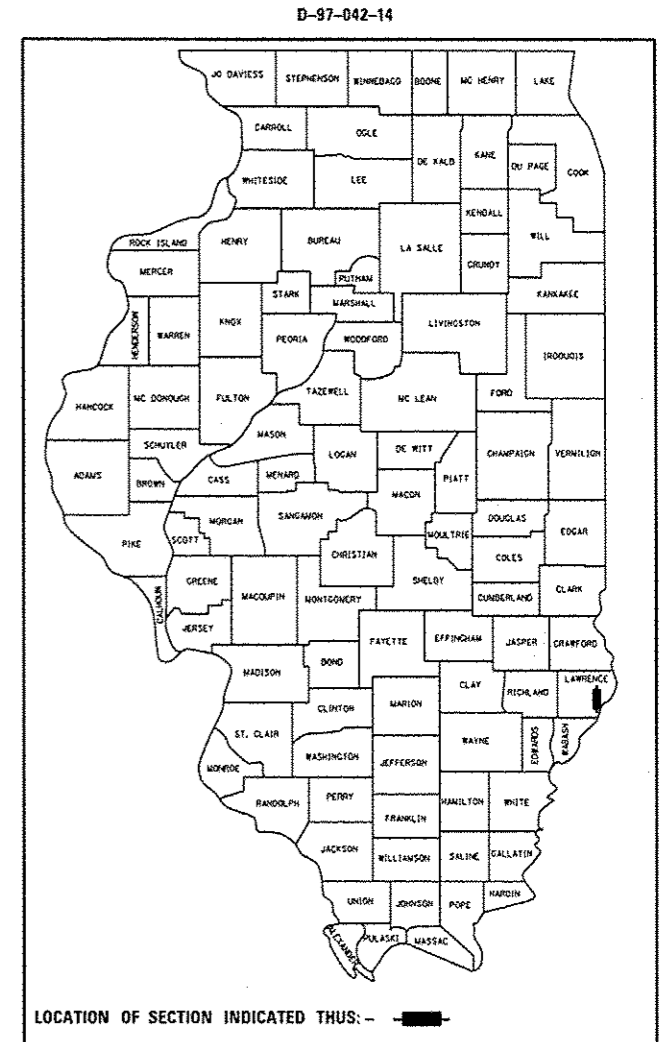 D-97-042-14
JO DAVIESS STEPHENSON WINNEBAGO BOONE MC HENRY LAKE
CARROLL OGLE DE KALB KANE DU PAGE COOK
WHITESIDE LEE
KENDALL WILL
ROCK ISLAND HENRY BUREAU LA SALLE GRUNDY
MERCER PUTNAM KANKAKEE
STARK MARSHALL
HENDERSON WARREN KNOX PEORIA WOODFORD LIVINGSTON IROQUOIS
HANCOCK MC DONOUGH FULTON TAZEWELL MC LEAN FORD
SCHUYLER MASON LOGAN DE WITT CHAMPAIGN VERMILION
ADAMS BROWN CASS MENARD PIATT
MACON
MORGAN SANGAMON DOUGLAS EDGAR
PIKE SCOTT CHRISTIAN MOULTRIE COLES
GREENE SHELBY
CALHOUN MACOUPIN MONTGOMERY CUMBERLAND CLARK
JERSEY FAYETTE EFFINGHAM JASPER CRAWFORD
MADISON BOND CLAY RICHLAND LAWRENCE
CLINTON MARION
ST. CLAIR WAYNE EDWARDS WABASH
MONROE WASHINGTON JEFFERSON
RANDOLPH PERRY HAMILTON WHITE
FRANKLIN
JACKSON WILLIAMSON SALINE GALLATIN
UNION JOHNSON POPE HARDIN
ALEXANDER PULASKI MASSAC
LOCATION OF SECTION INDICATED THUS: -